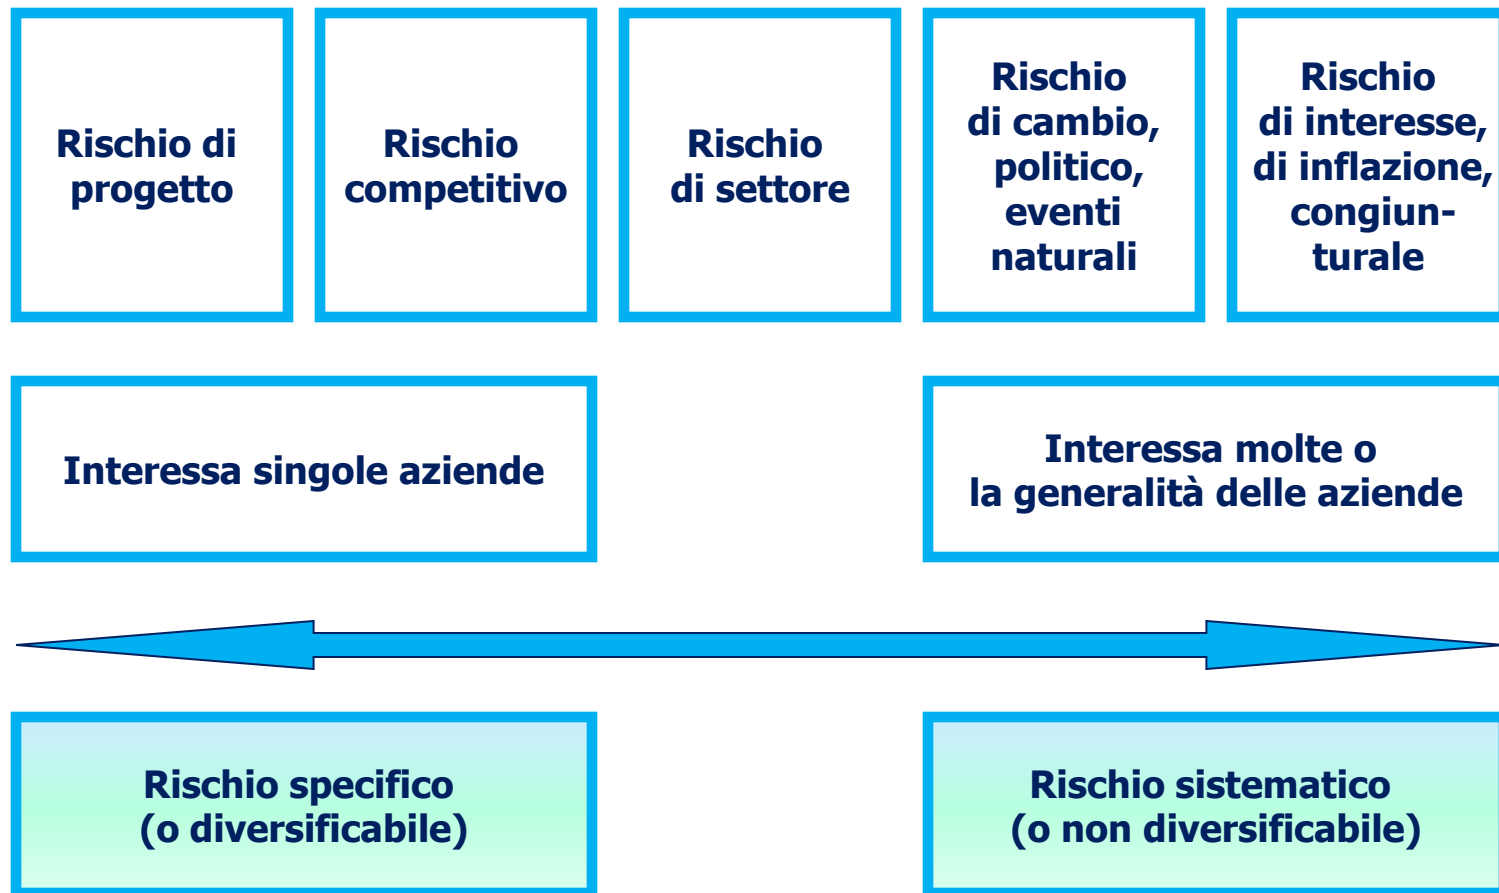 Rischio di
progetto
Rischio
competitivo
Rischio
di settore
Rischio
di cambio,
politico,
eventi
naturali
Rischio
di interesse,
di inflazione,
congiun-
turale
Interessa singole aziende
Interessa molte o
la generalità delle aziende
Rischio specifico
(o diversificabile)
Rischio sistematico
(o non diversificabile)